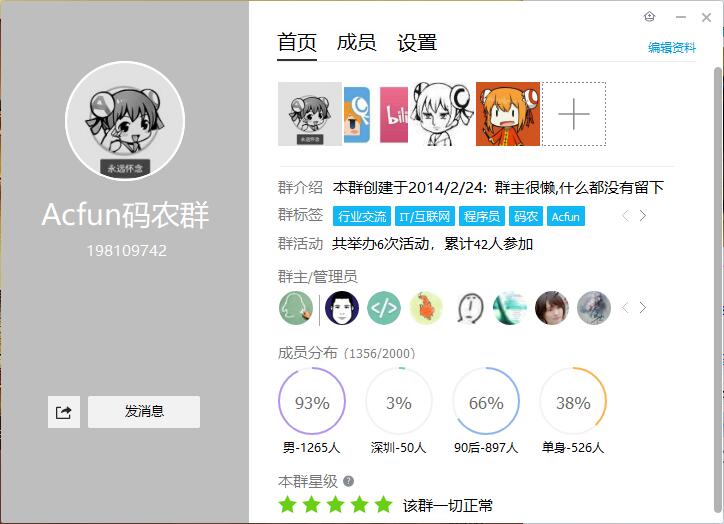 首页 成员 设置
编辑资料
永远怀念
Acfun码农群
198109742
发消息
永远怀念
bili
群介绍 本群创建于2014/2/24：群主很懒,什么都没有留下
群标签 行业交流 IT/互联网 程序员 码农 Acfun
群活动 共举办6次活动，累计42人参加
群主/管理员
</>
成员分布 (1356/2000)
93% 3% 66% 38%
男-1265人 深圳-50人 90后-897人 单身-526人
本群星级 ?
该群一切正常